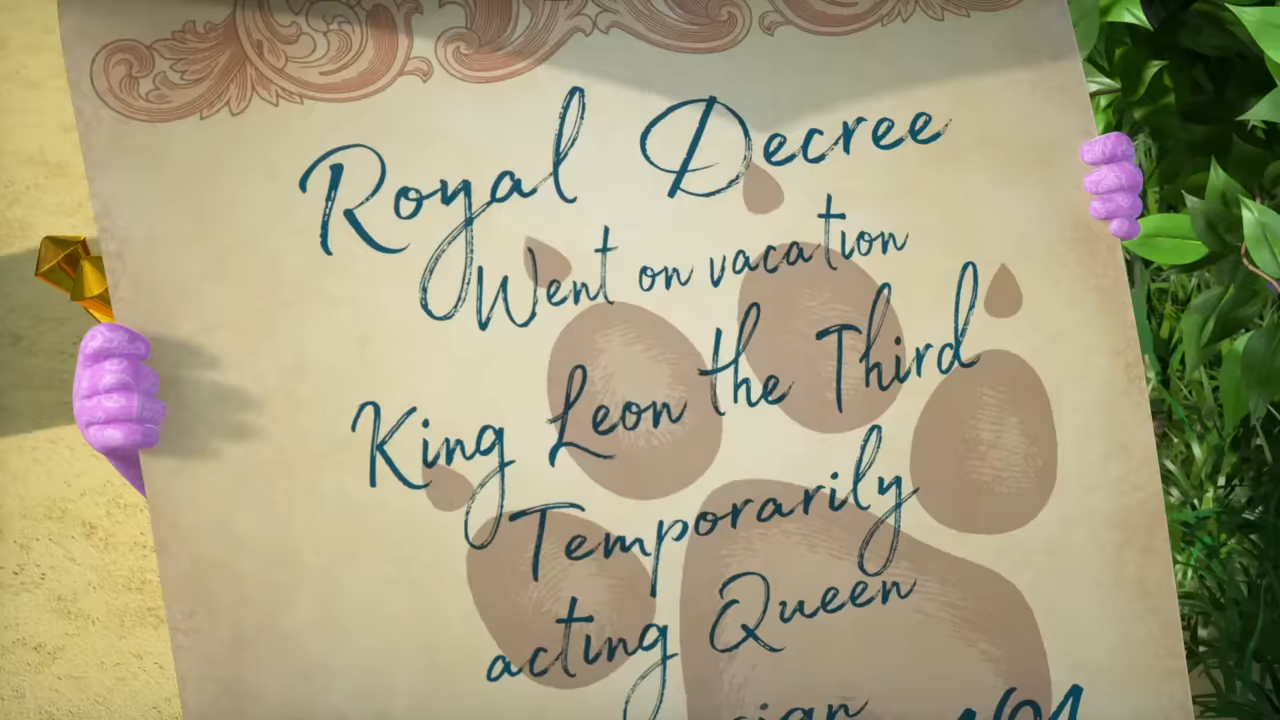 Royal Decree
Went on vacation
King Leon the Third
Temporarily
acting Queen